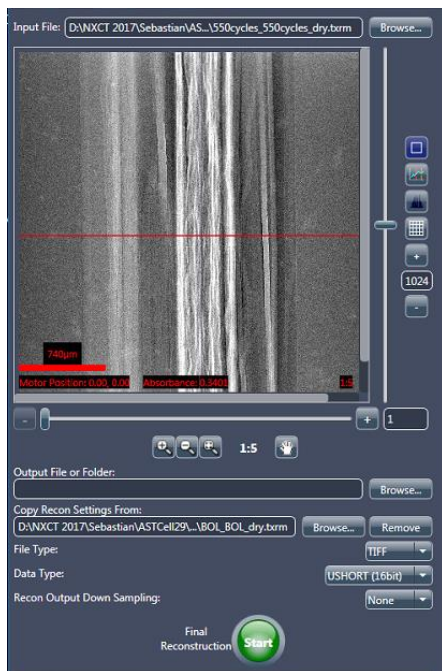 Input File: D:\NXCT 2017\Sebastian\AS...\550cycles_550cycles_dry.txrm Browse...
+
1024
-
740µm
Motor Position: 0.00, 0.00 Absorbance: 0.5401 1:5
- + 1
1:5
Output File or Folder:
Browse...
Copy Recon Settings From:
D:\NXCT 2017\Sebastian\ASTCell29\...\BOL_BOL_dry.txrm Browse... Remove
File Type: TIFF
Data Type: USHORT (16bit)
Recon Output Down Sampling: None
Final
Reconstruction Start